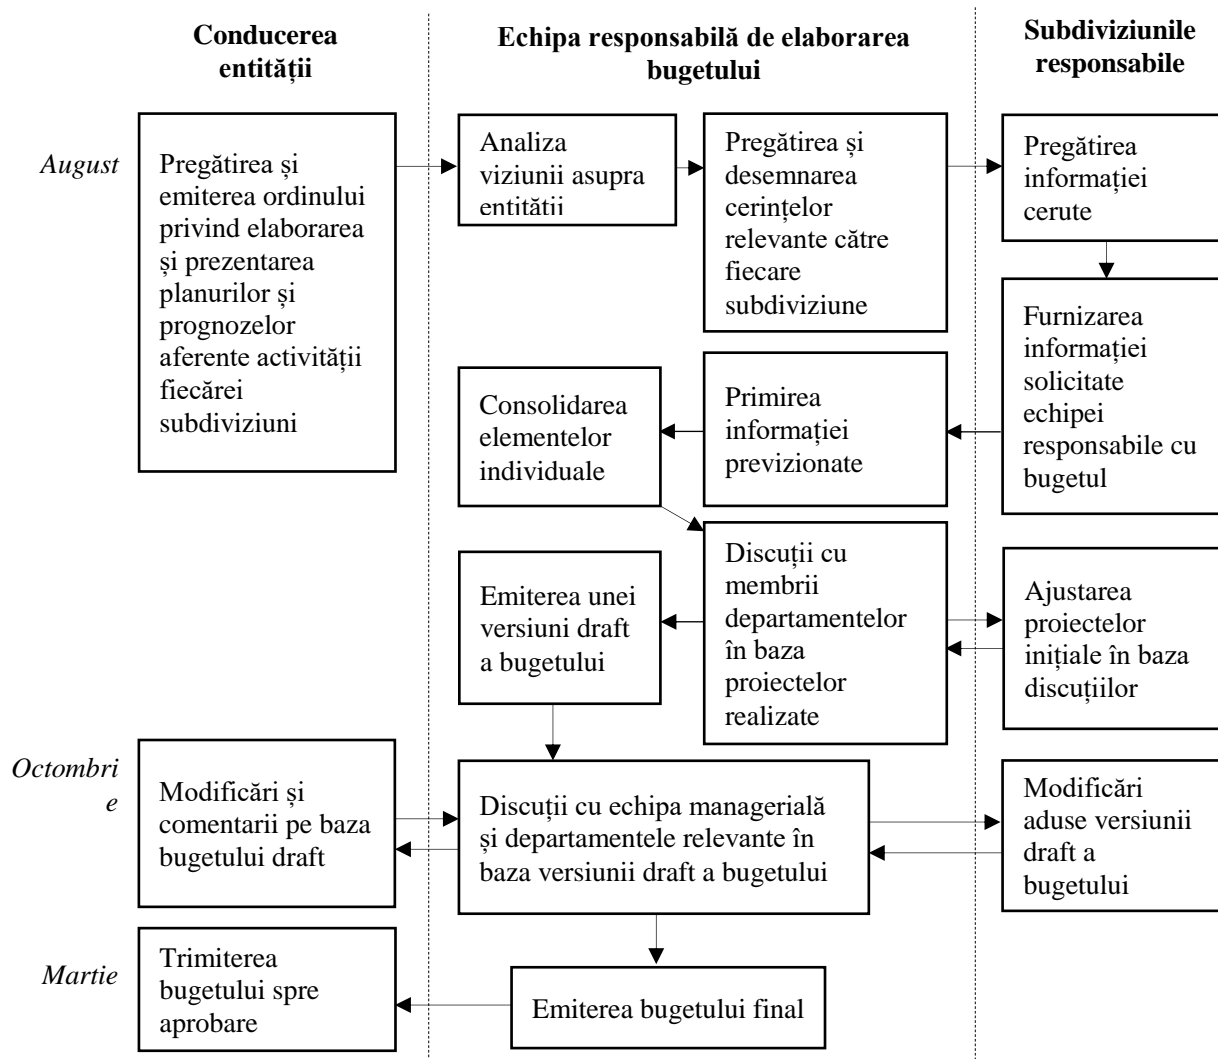 Conducerea
entității
Echipa responsabilă de elaborarea
bugetului
Subdiviziunile
responsabile
August
Pregătirea și
emiterea ordinului
privind elaborarea
și prezentarea
planurilor și
prognozelor
aferente activității
fiecărei
subdiviziuni
Analiza
viziunii asupra
entității
Pregătirea și
desemnarea
cerințelor
relevante către
fiecare
subdiviziune
Pregătirea
informației
cerute
Furnizarea
informației
solicitate
echipei
responsabile cu
bugetul
Primirea
informației
previzionate
Consolidarea
elementelor
individuale
Discuții cu
membrii
departamentelor
în baza
proiectelor
realizate
Ajustarea
proiectelor
inițiale în baza
discuțiilor
Emiterea unei
versiuni draft
a bugetului
Octombri
e
Modificări și
comentarii pe baza
bugetului draft
Discuții cu echipa managerială
și departamentele relevante în
baza versiunii draft a bugetului
Modificări
aduse versiunii
draft a
bugetului
Martie
Trimiterea
bugetului spre
aprobare
Emiterea bugetului final